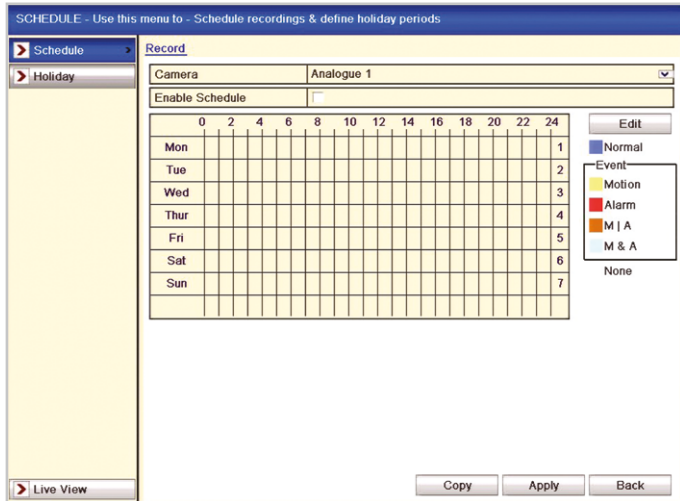 SCHEDULE - Use this menu to - Schedule recordings & define holiday periods
Schedule
Holiday
Live View
Record
Camera Analogue 1
Enable Schedule
0 2 4 6 8 10 12 14 16 18 20 22 24
Mon 1
Tue 2
Wed 3
Thur 4
Fri 5
Sat 6
Sun 7
Edit
Normal
Event
Motion
Alarm
M | A
M & A
None
Copy Apply Back